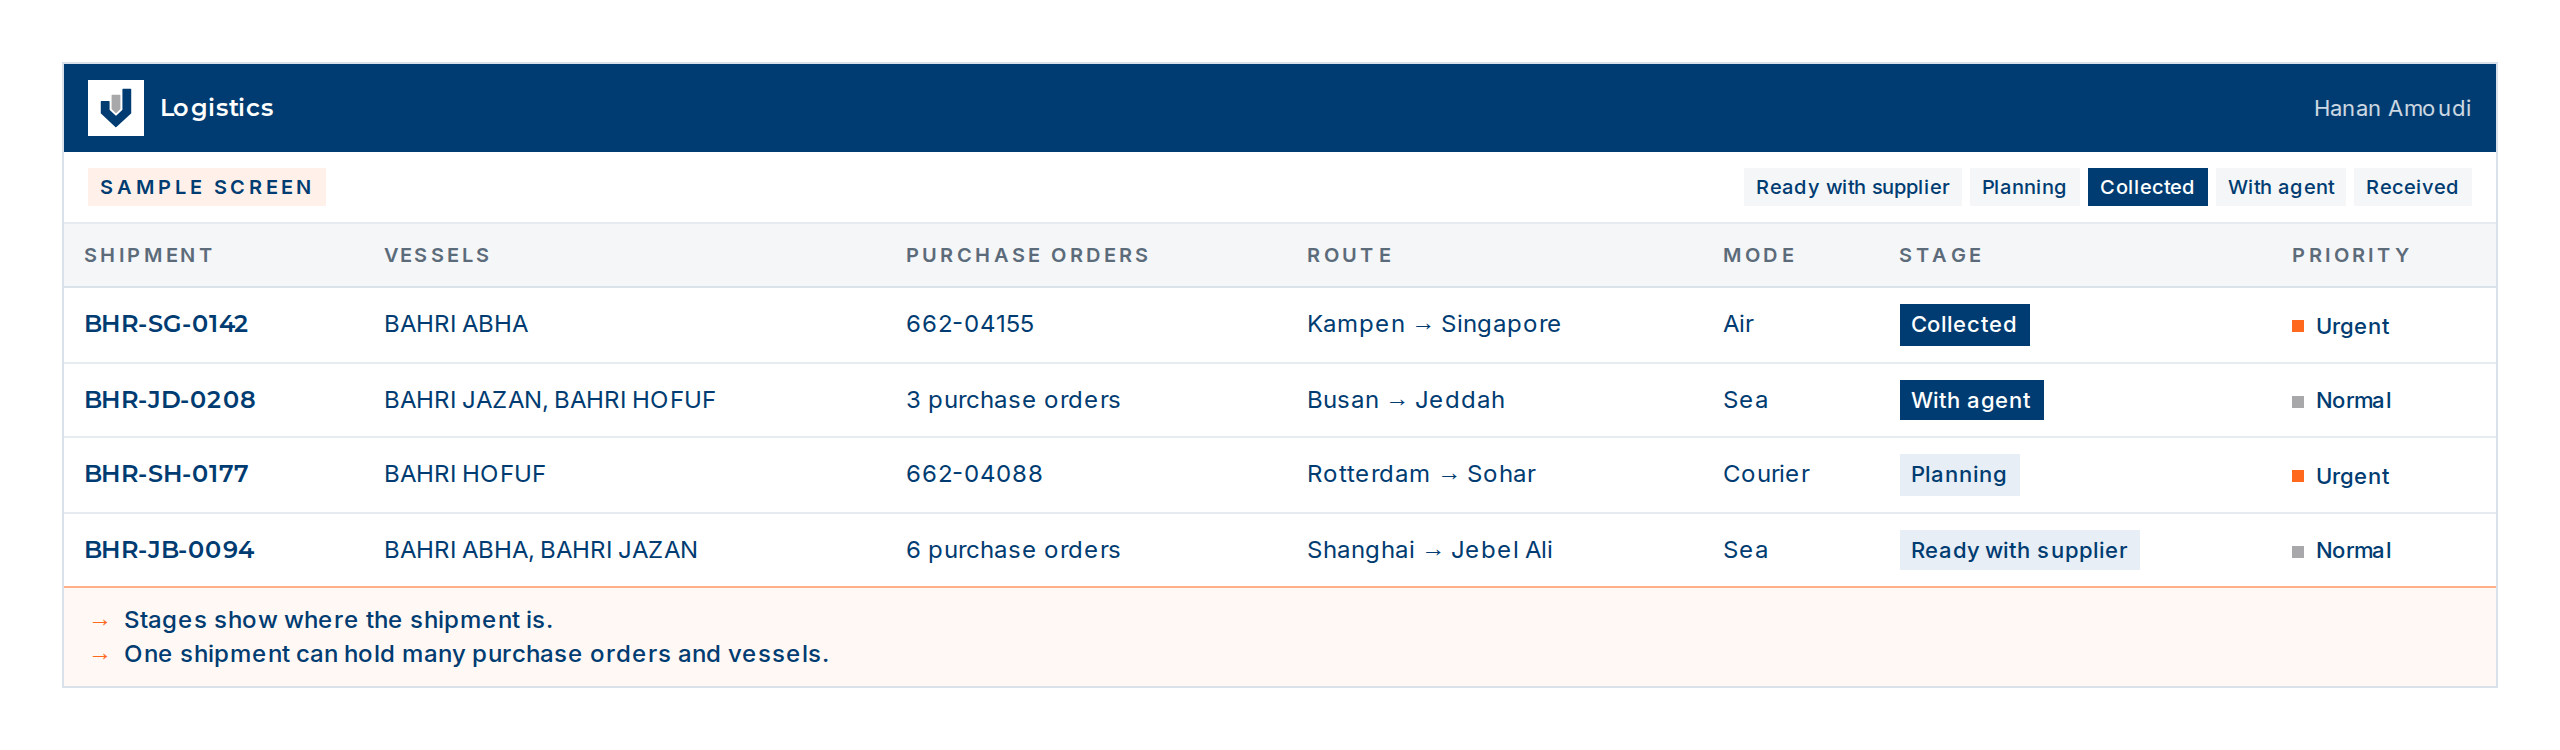 Logistics
Hanan Amoudi
SAMPLE SCREEN
Ready with supplier Planning Collected With agent Received
SHIPMENT VESSELS PURCHASE ORDERS ROUTE MODE STAGE PRIORITY
BHR-SG-0142 BAHRI ABHA 662-04155 Kampen → Singapore Air Collected Urgent
BHR-JD-0208 BAHRI JAZAN, BAHRI HOFUF 3 purchase orders Busan → Jeddah Sea With agent Normal
BHR-SH-0177 BAHRI HOFUF 662-04088 Rotterdam → Sohar Courier Planning Urgent
BHR-JB-0094 BAHRI ABHA, BAHRI JAZAN 6 purchase orders Shanghai → Jebel Ali Sea Ready with supplier Normal
→ Stages show where the shipment is.
→ One shipment can hold many purchase orders and vessels.